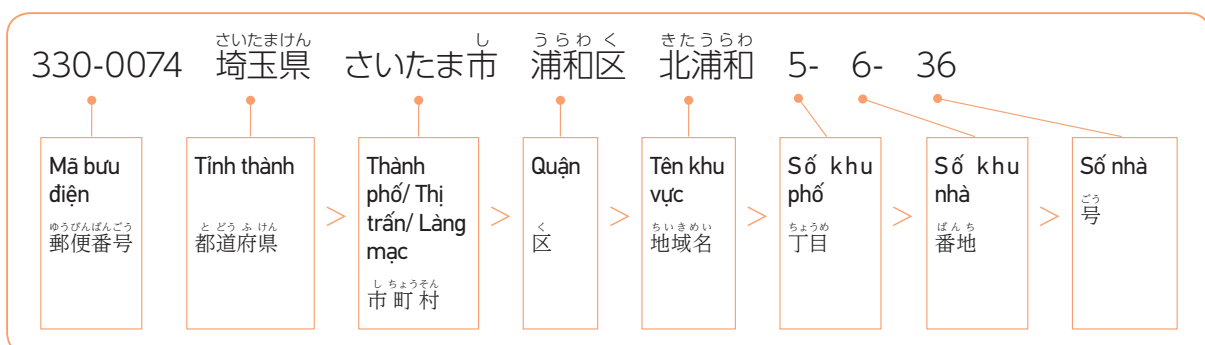 さいたまけん し うらわく きたうらわ
330-0074 埼玉県 さいたま市 浦和区 北浦和 5- 6- 36
Mã bưu
điện
ゆうびんばんごう
郵便番号
Tỉnh thành
と どう ふ けん
都道府県
>
Thành
phố/ Thị
trấn/ Làng
mạc
し ちょうそん
市町村
>
Quận
く
区
>
Tên khu
vực
ちいきめい
地域名
>
Số khu
phố
ちょうめ
丁目
>
Số khu
nhà
ばんち
番地
>
Số nhà
ごう
号